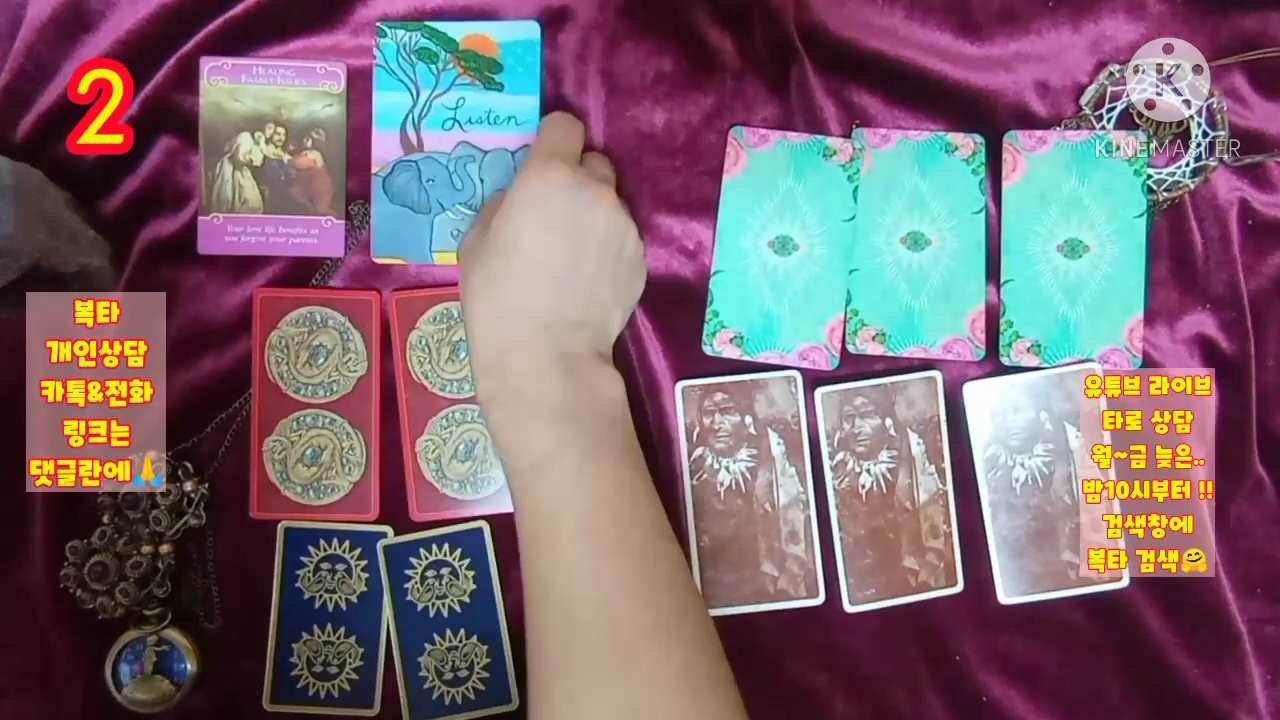 2
HEALING
FAMILY ISSUES
Your love life benefits as
you forgive your parents.
Listen
K
KINEMASTER
복타
개인상담
카톡&전화
링크는
댓글란에🙏
유튜브 라이브
타로 상담
월~금 늦은..
밤10시부터 !!
검색창에
복타 검색🤗